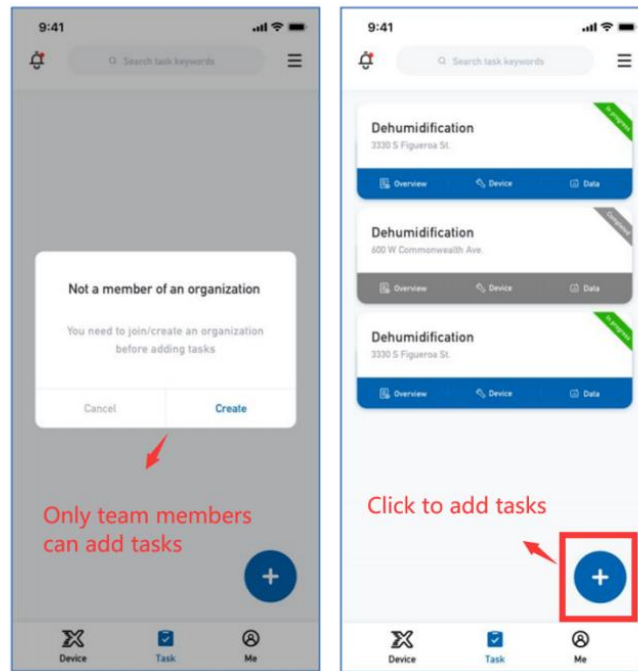 9:41
Search task keywords
Not a member of an organization
You need to join/create an organization
before adding tasks
Cancel
Create
Only team members
can add tasks
+
Device
Task
Me
9:41
Search task keywords
In progress
Dehumidification
3330 S Figueroa St.
Overview
Device
Data
Completed
Dehumidification
600 W Commonwealth Ave.
Overview
Device
Data
In progress
Dehumidification
3330 S Figueroa St.
Overview
Device
Data
Click to add tasks
+
Device
Task
Me